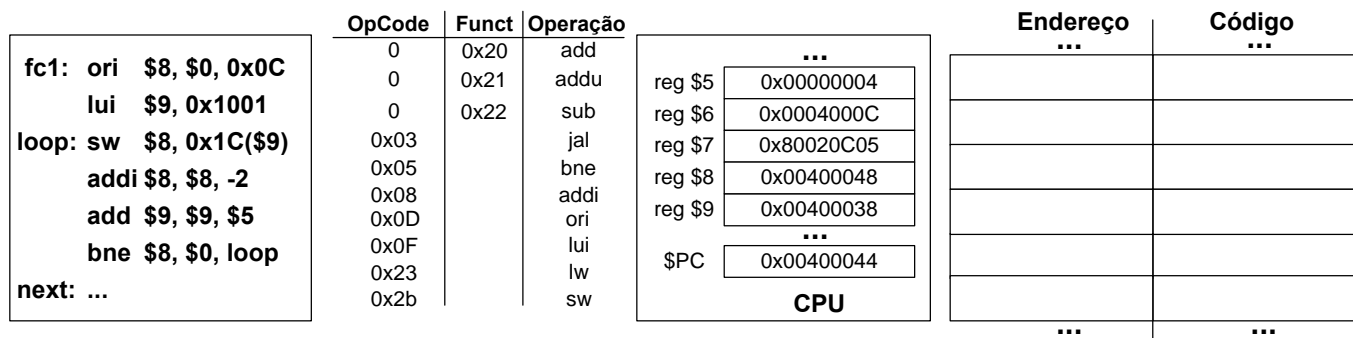 fc1: ori $8, $0, 0x0C
lui $9, 0x1001
loop: sw $8, 0x1C($9)
addi $8, $8, -2
add $9, $9, $5
bne $8, $0, loop
next: ...
OpCode Funct Operação
0 0x20 add
0 0x21 addu
0 0x22 sub
0x03 jal
0x05 bne
0x08 addi
0x0D ori
0x0F lui
0x23 lw
0x2b sw
...
reg $5 0x00000004
reg $6 0x0004000C
reg $7 0x80020C05
reg $8 0x00400048
reg $9 0x00400038
...
$PC 0x00400044
CPU
Endereço Código
... ...
... ...